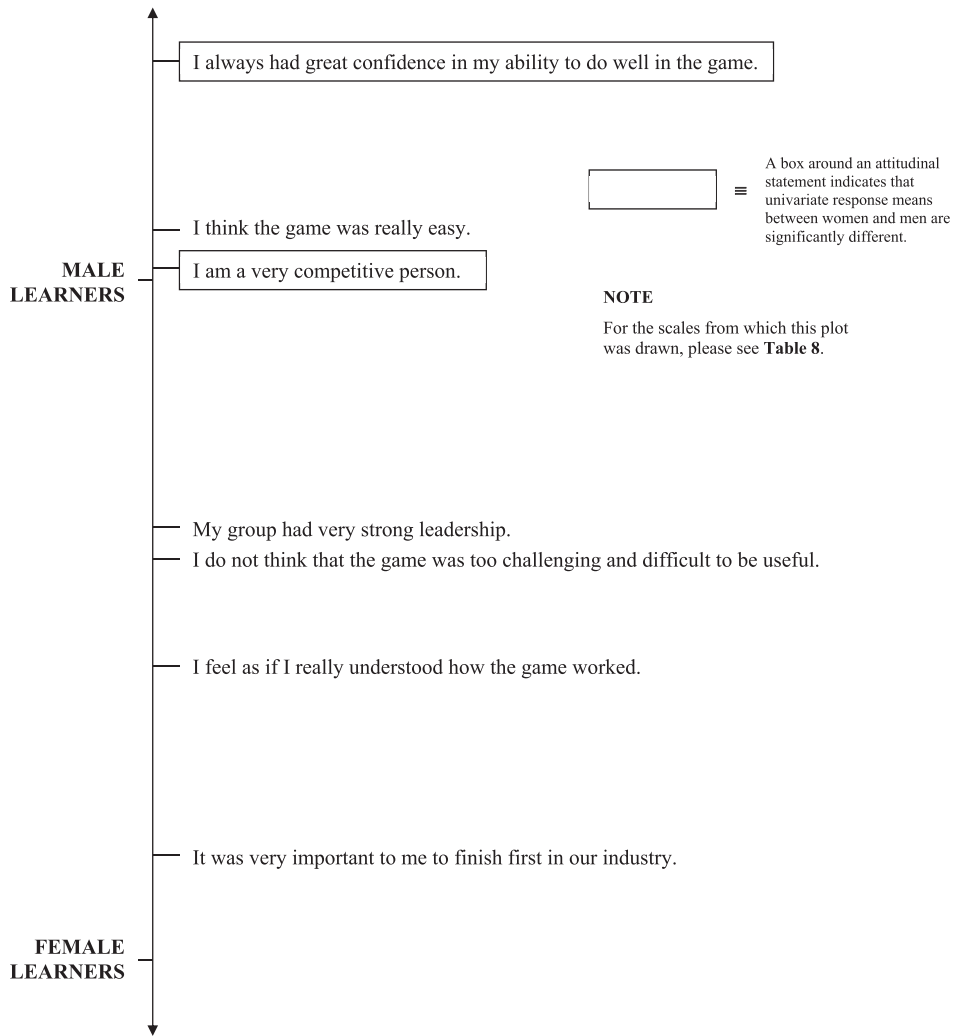 I always had great confidence in my ability to do well in the game.
A box around an attitudinal
statement indicates that
univariate response means
between women and men are
significantly different.
≡
I think the game was really easy.
MALE
LEARNERS
I am a very competitive person.
NOTE
For the scales from which this plot
was drawn, please see Table 8.
My group had very strong leadership.
I do not think that the game was too challenging and difficult to be useful.
I feel as if I really understood how the game worked.
It was very important to me to finish first in our industry.
FEMALE
LEARNERS